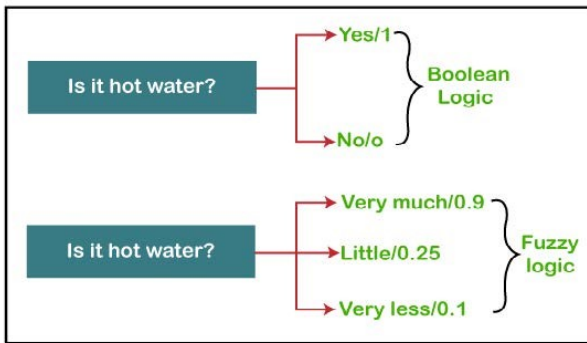 Is it hot water?
Yes/1
No/o
Boolean
Logic
Is it hot water?
Very much/0.9
Little/0.25
Very less/0.1
Fuzzy
logic